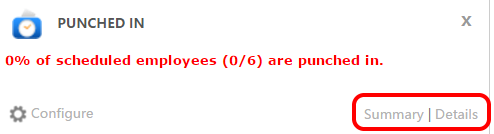 PUNCHED IN x
0% of scheduled employees (0/6) are punched in.
Configure Summary | Details